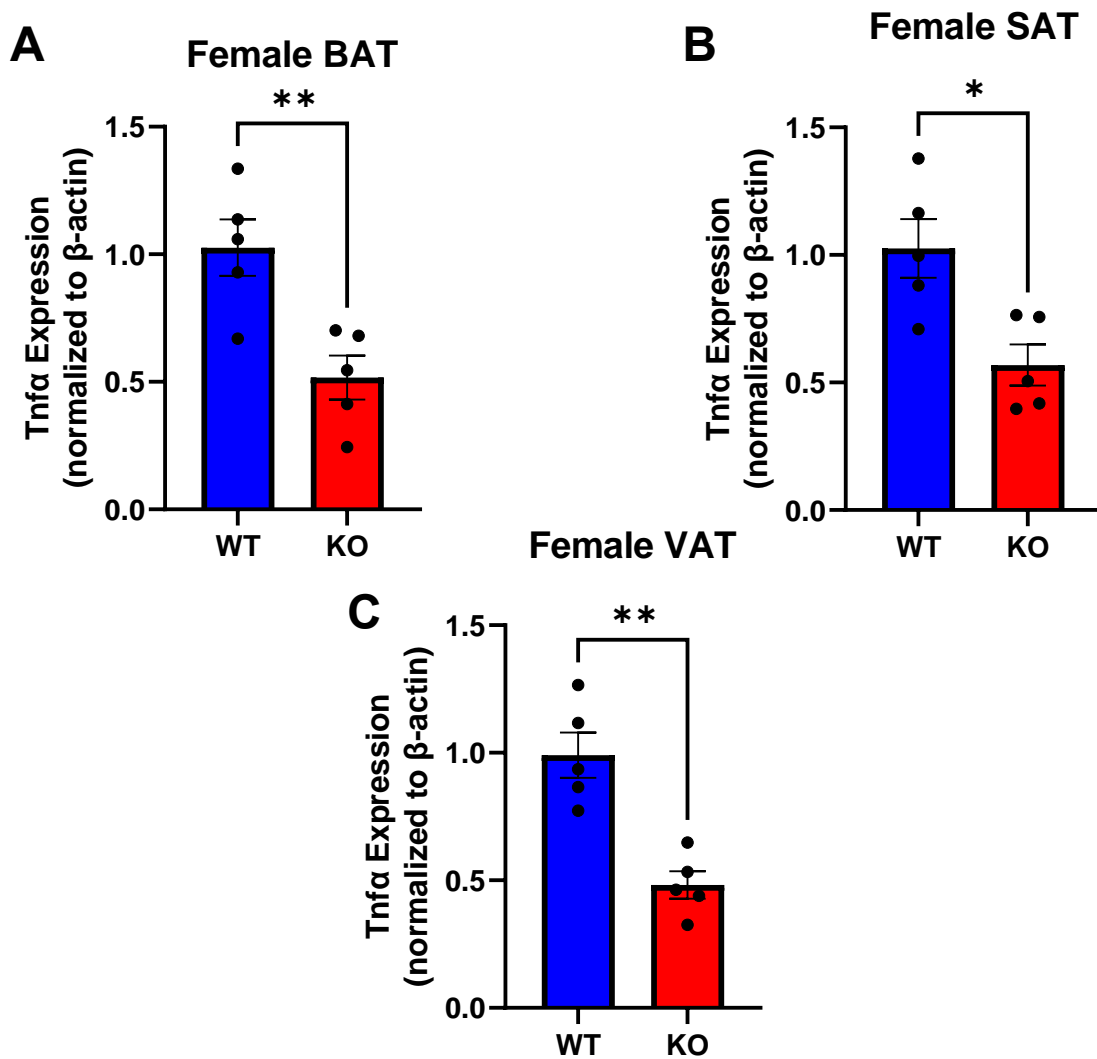 A
Female BAT
**
Tnfα Expression
(normalized to β-actin)
1.5
1.0
0.5
0.0
WT KO
B
Female SAT
*
Tnfα Expression
(normalized to β-actin)
1.5
1.0
0.5
0.0
WT KO
C
Female VAT
**
Tnfα Expression
(normalized to β-actin)
1.5
1.0
0.5
0.0
WT KO